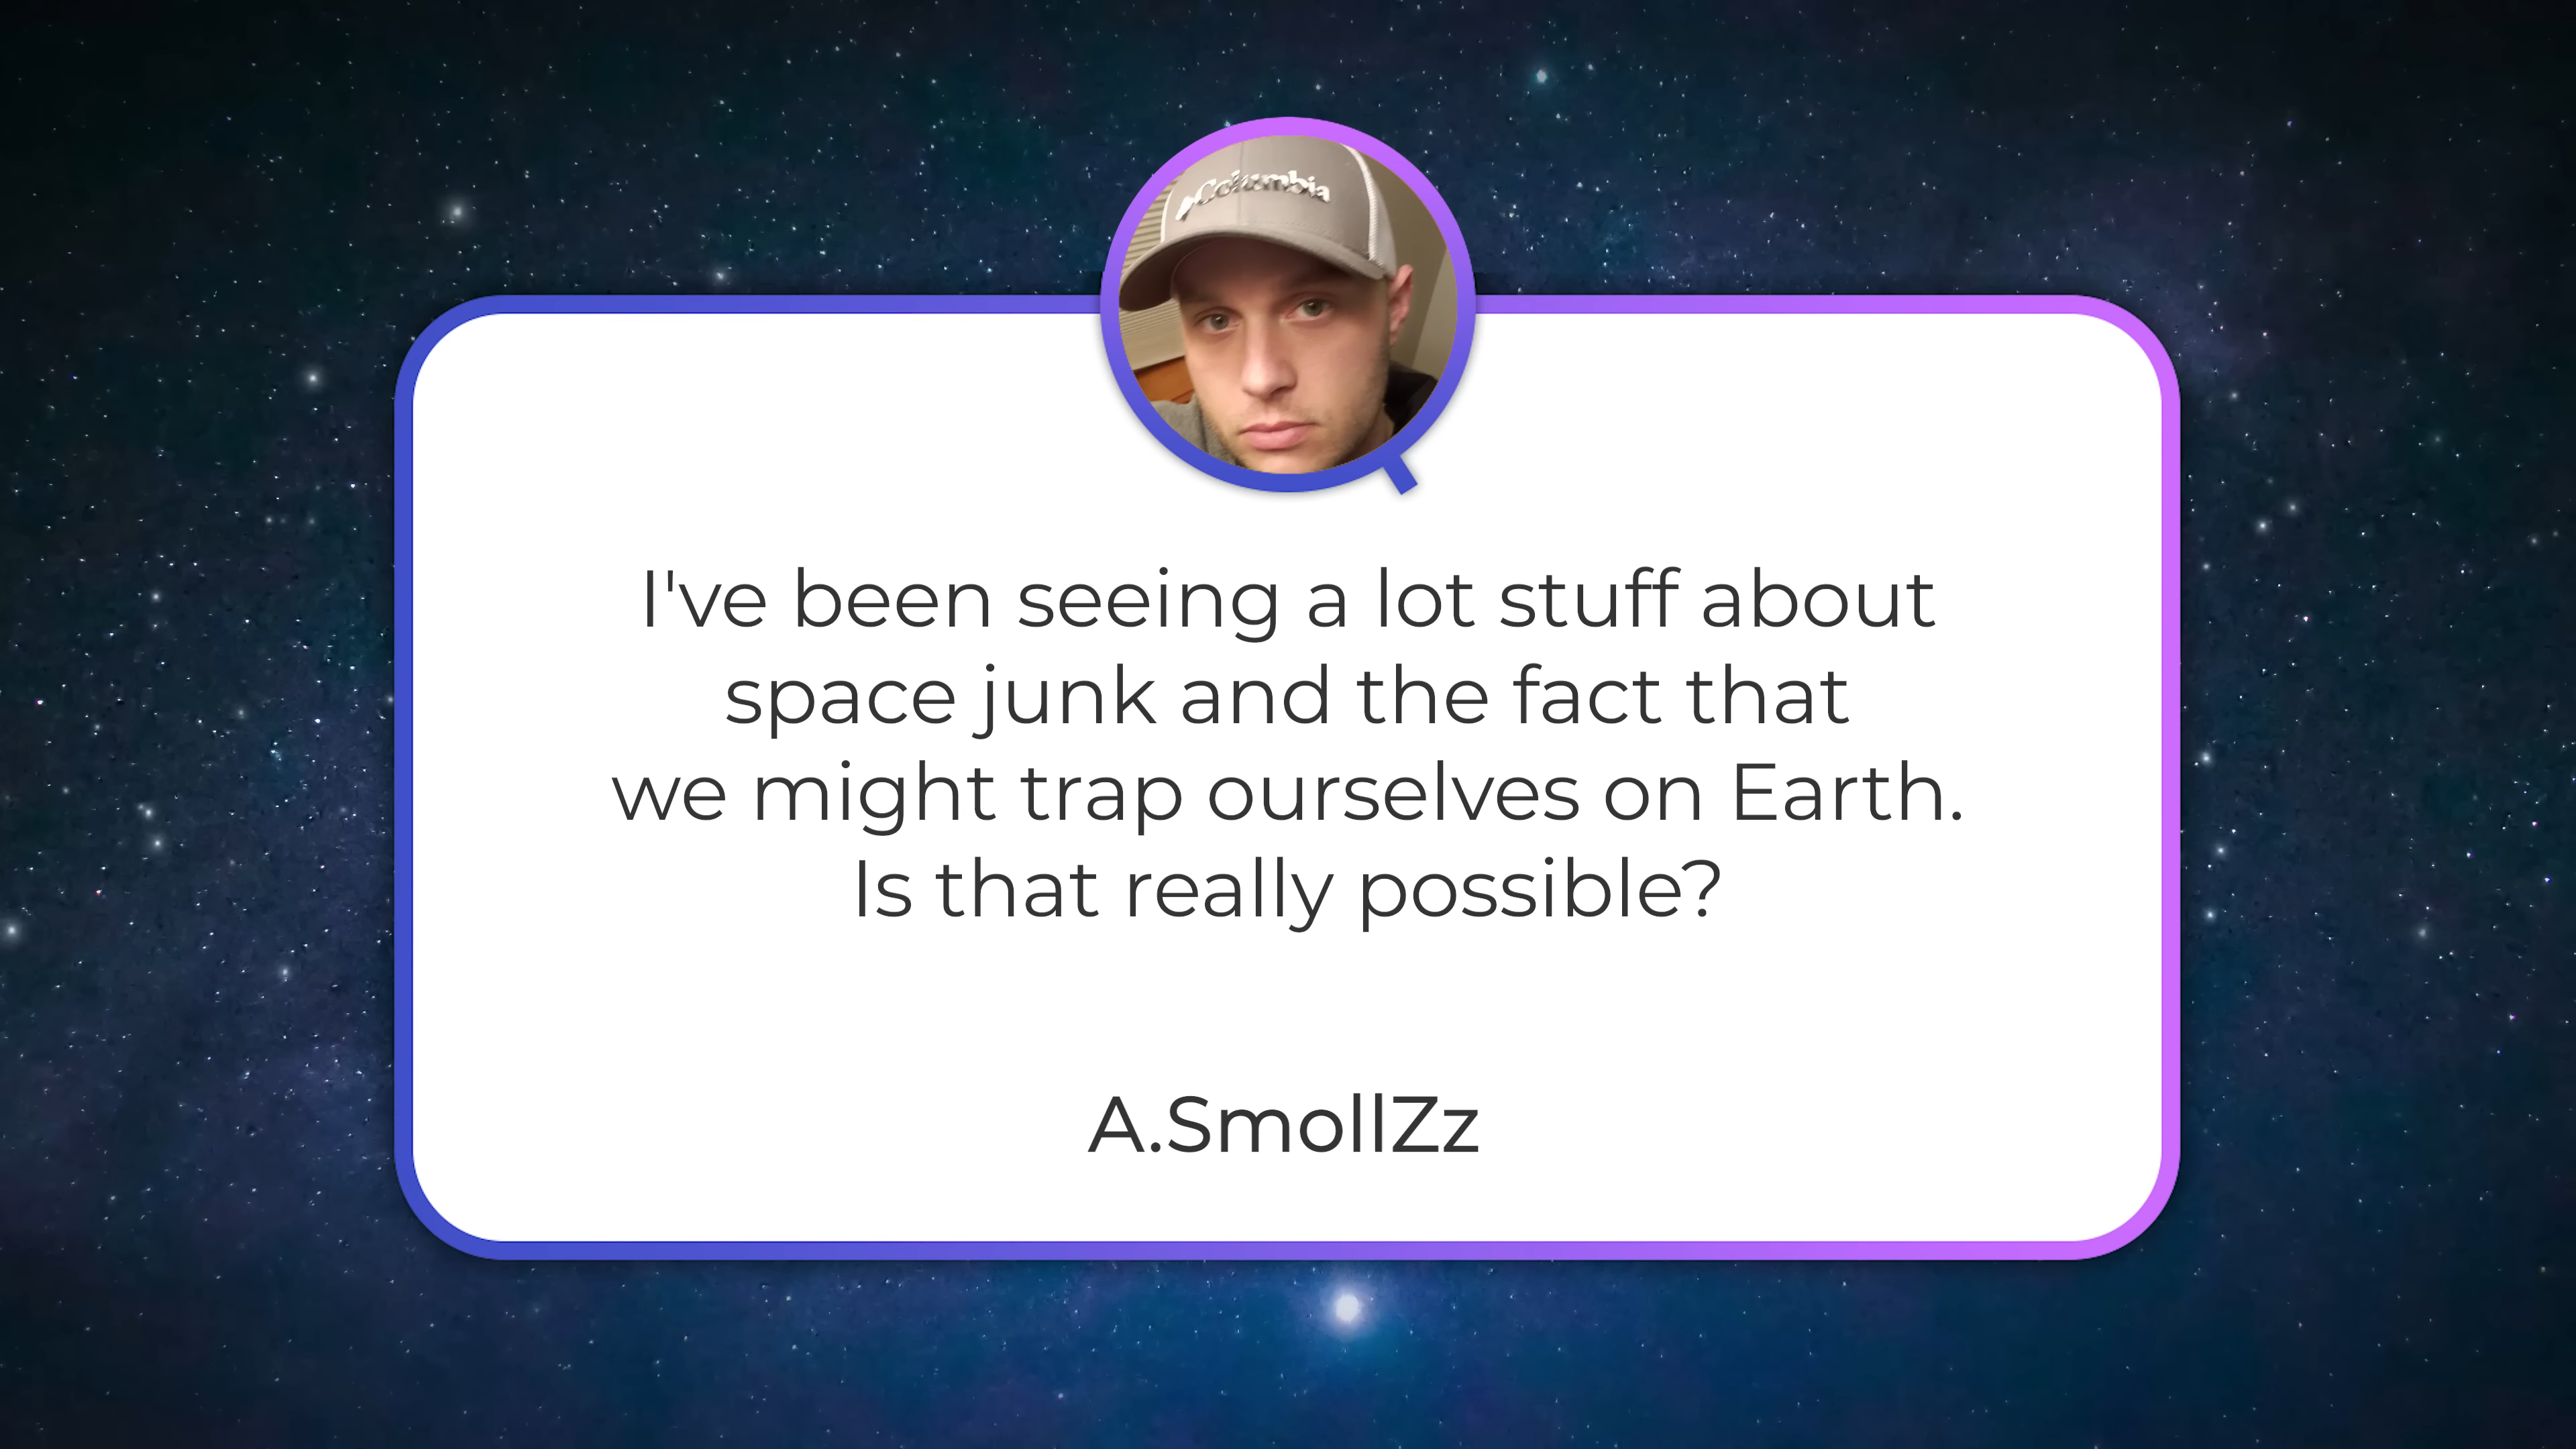 Columbia
I've been seeing a lot stuff about
space junk and the fact that
we might trap ourselves on Earth.
Is that really possible?
A.SmollZz